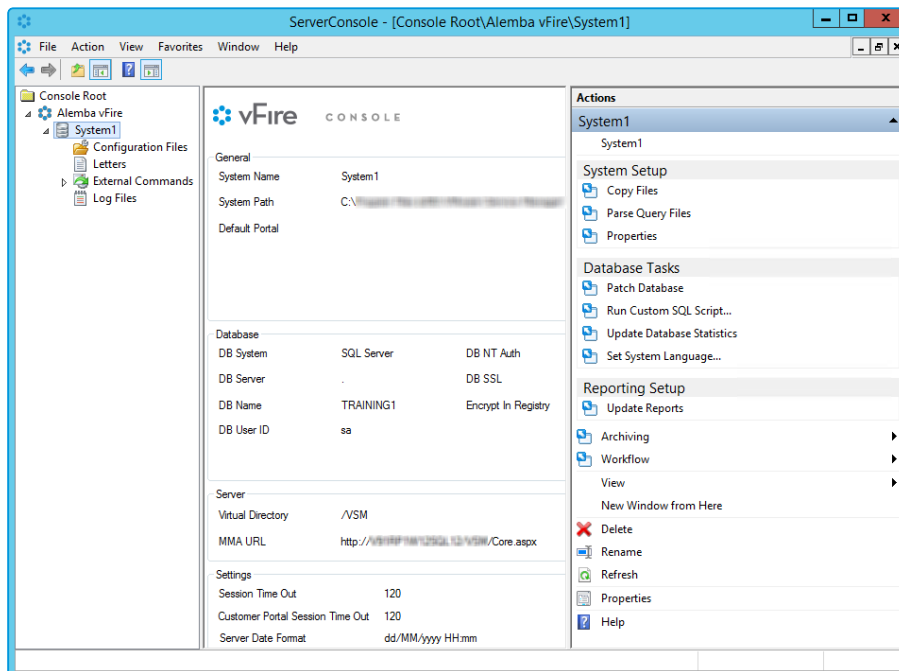 ServerConsole - [Console Root\Alemba vFire\System1]
File Action View Favorites Window Help
Console Root
Alemba vFire
System1
Configuration Files
Letters
External Commands
Log Files
vFire CONSOLE
General
System Name System1
System Path C:\
Default Portal
Database
DB System SQL Server DB NT Auth
DB Server . DB SSL
DB Name TRAINING1 Encrypt In Registry
DB User ID sa
Server
Virtual Directory /VSM
MMA URL http:// /Core.aspx
Settings
Session Time Out 120
Customer Portal Session Time Out 120
Server Date Format dd/MM/yyyy HH:mm
Actions
System1
System1
System Setup
Copy Files
Parse Query Files
Properties
Database Tasks
Patch Database
Run Custom SQL Script...
Update Database Statistics
Set System Language...
Reporting Setup
Update Reports
Archiving
Workflow
View
New Window from Here
Delete
Rename
Refresh
Properties
Help